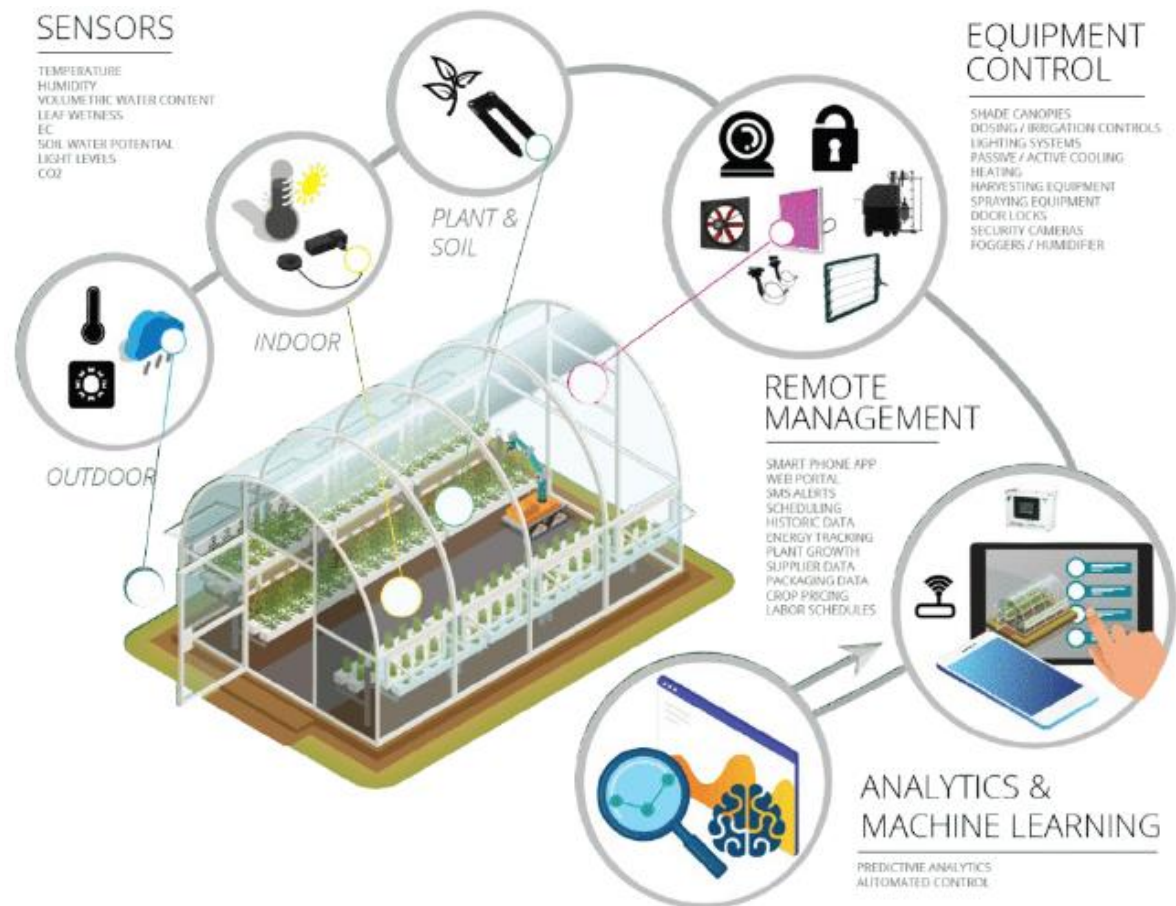 SENSORS
TEMPERATURE
HUMIDITY
VOLUMETRIC WATER CONTENT
LEAF WETNESS
EC
SOIL WATER POTENTIAL
LIGHT LEVELS
CO2
OUTDOOR
INDOOR
PLANT &
SOIL
EQUIPMENT
CONTROL
SHADE CANOPIES
DOSING / IRRIGATION CONTROLS
LIGHTING SYSTEMS
PASSIVE / ACTIVE COOLING
HEATING
HARVESTING EQUIPMENT
SPRAYING EQUIPMENT
DOOR LOCKS
SECURITY CAMERAS
FOGGERS / HUMIDIFIER
REMOTE
MANAGEMENT
SMART PHONE APP
WEB PORTAL
SMS ALERTS
SCHEDULING
HISTORIC DATA
ENERGY TRACKING
PLANT GROWTH
SUPPLIER DATA
PACKAGING DATA
CROP PRICING
LABOR SCHEDULES
ANALYTICS &
MACHINE LEARNING
PREDICTIVIE ANALYTICS
AUTOMATED CONTROL